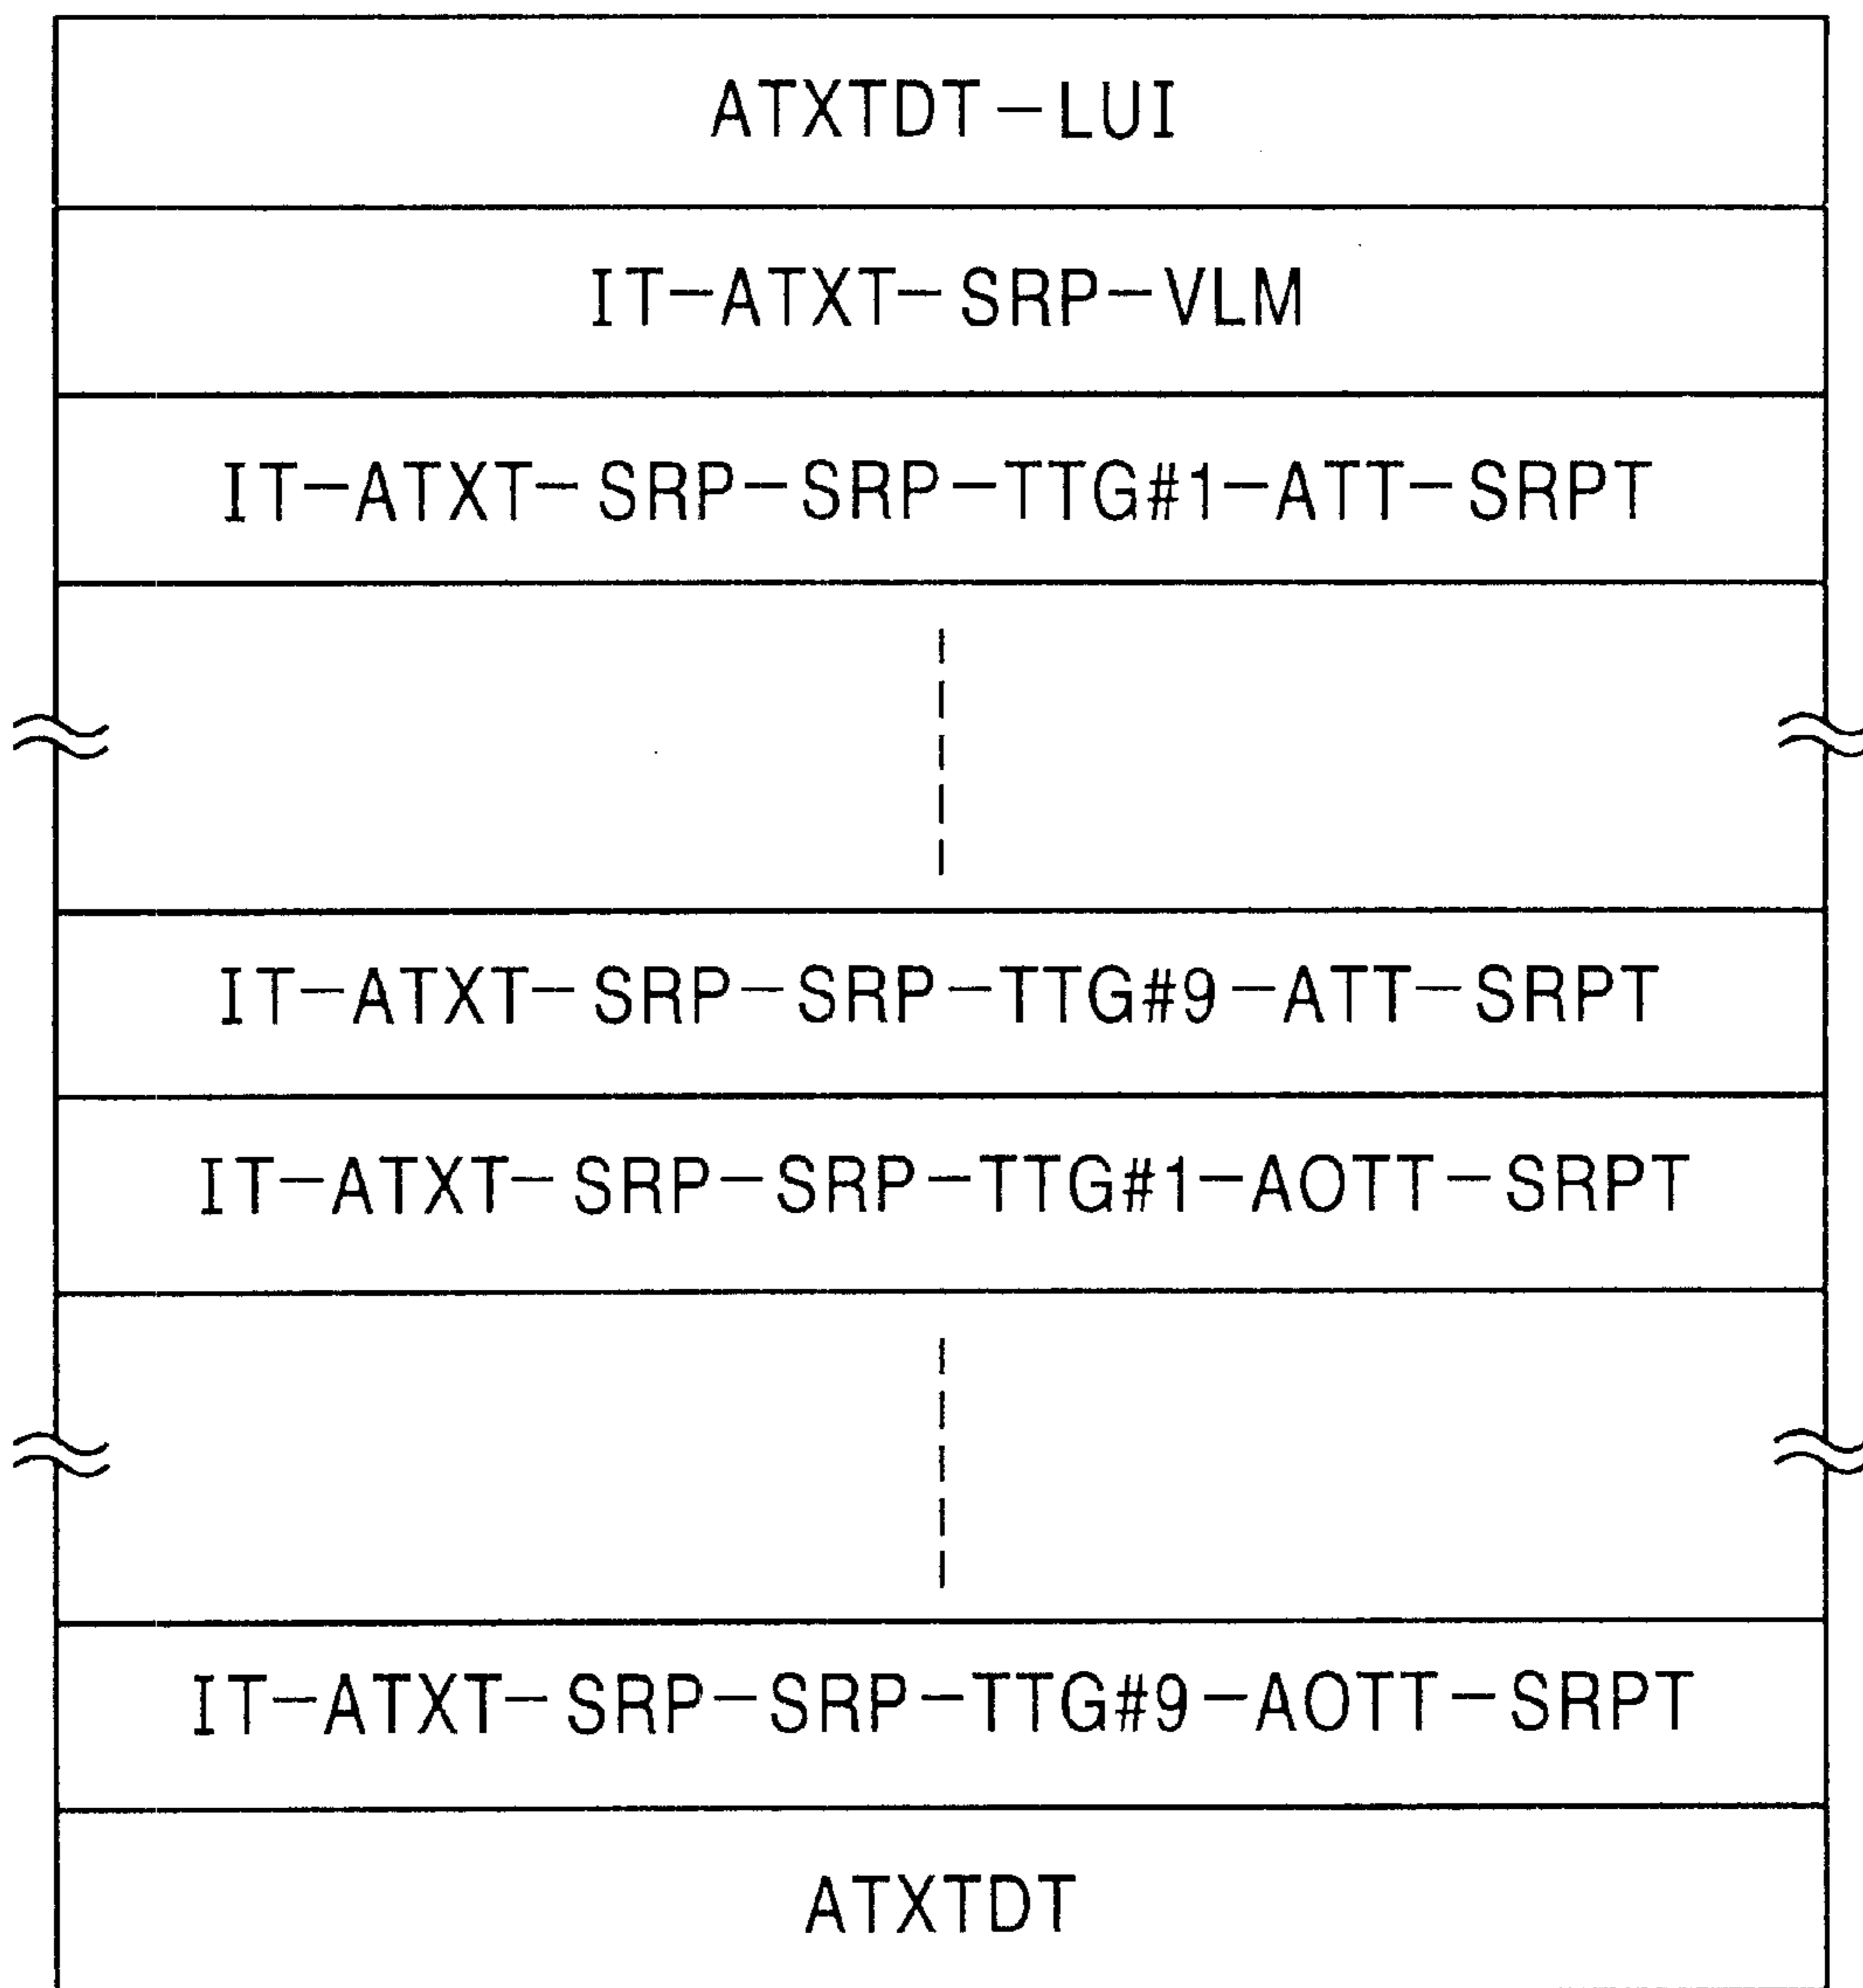 ATXTDT-LUI
IT-ATXT-SRP-VLM
IT-ATXT-SRP-SRP-TTG#1-ATT-SRPT
IT-ATXT-SRP-SRP-TTG#9-ATT-SRPT
IT-ATXT-SRP-SRP-TTG#1-AOTT-SRPT
IT-ATXT-SRP-SRP-TTG#9-AOTT-SRPT
ATXTDT